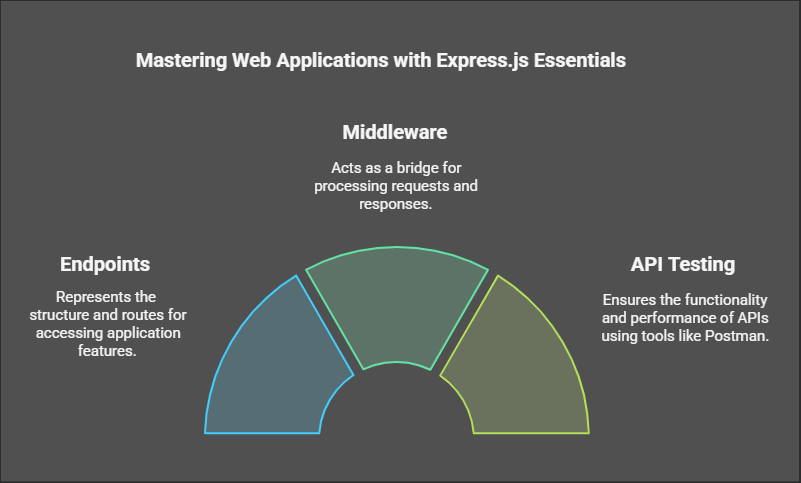 Mastering Web Applications with Express.js Essentials
Middleware
Acts as a bridge for
processing requests and
responses.
Endpoints
Represents the
structure and routes for
accessing application
features.
API Testing
Ensures the functionality
and performance of APIs
using tools like Postman.